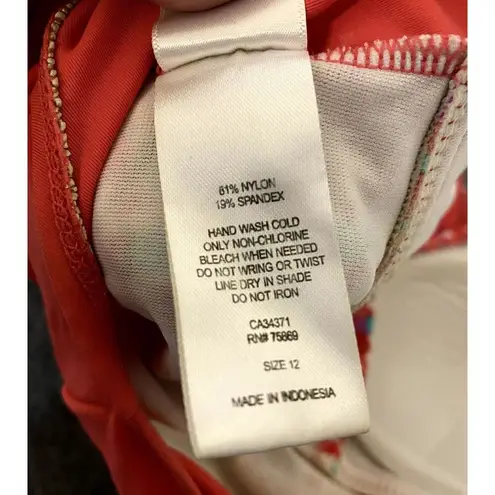 81% NYLON
19% SPANDEX
HAND WASH COLD
ONLY NON-CHLORINE
BLEACH WHEN NEEDED
DO NOT WRING OR TWIST
LINE DRY IN SHADE
DO NOT IRON
CA34371
RN# 75869
SIZE 12
MADE IN INDONESIA